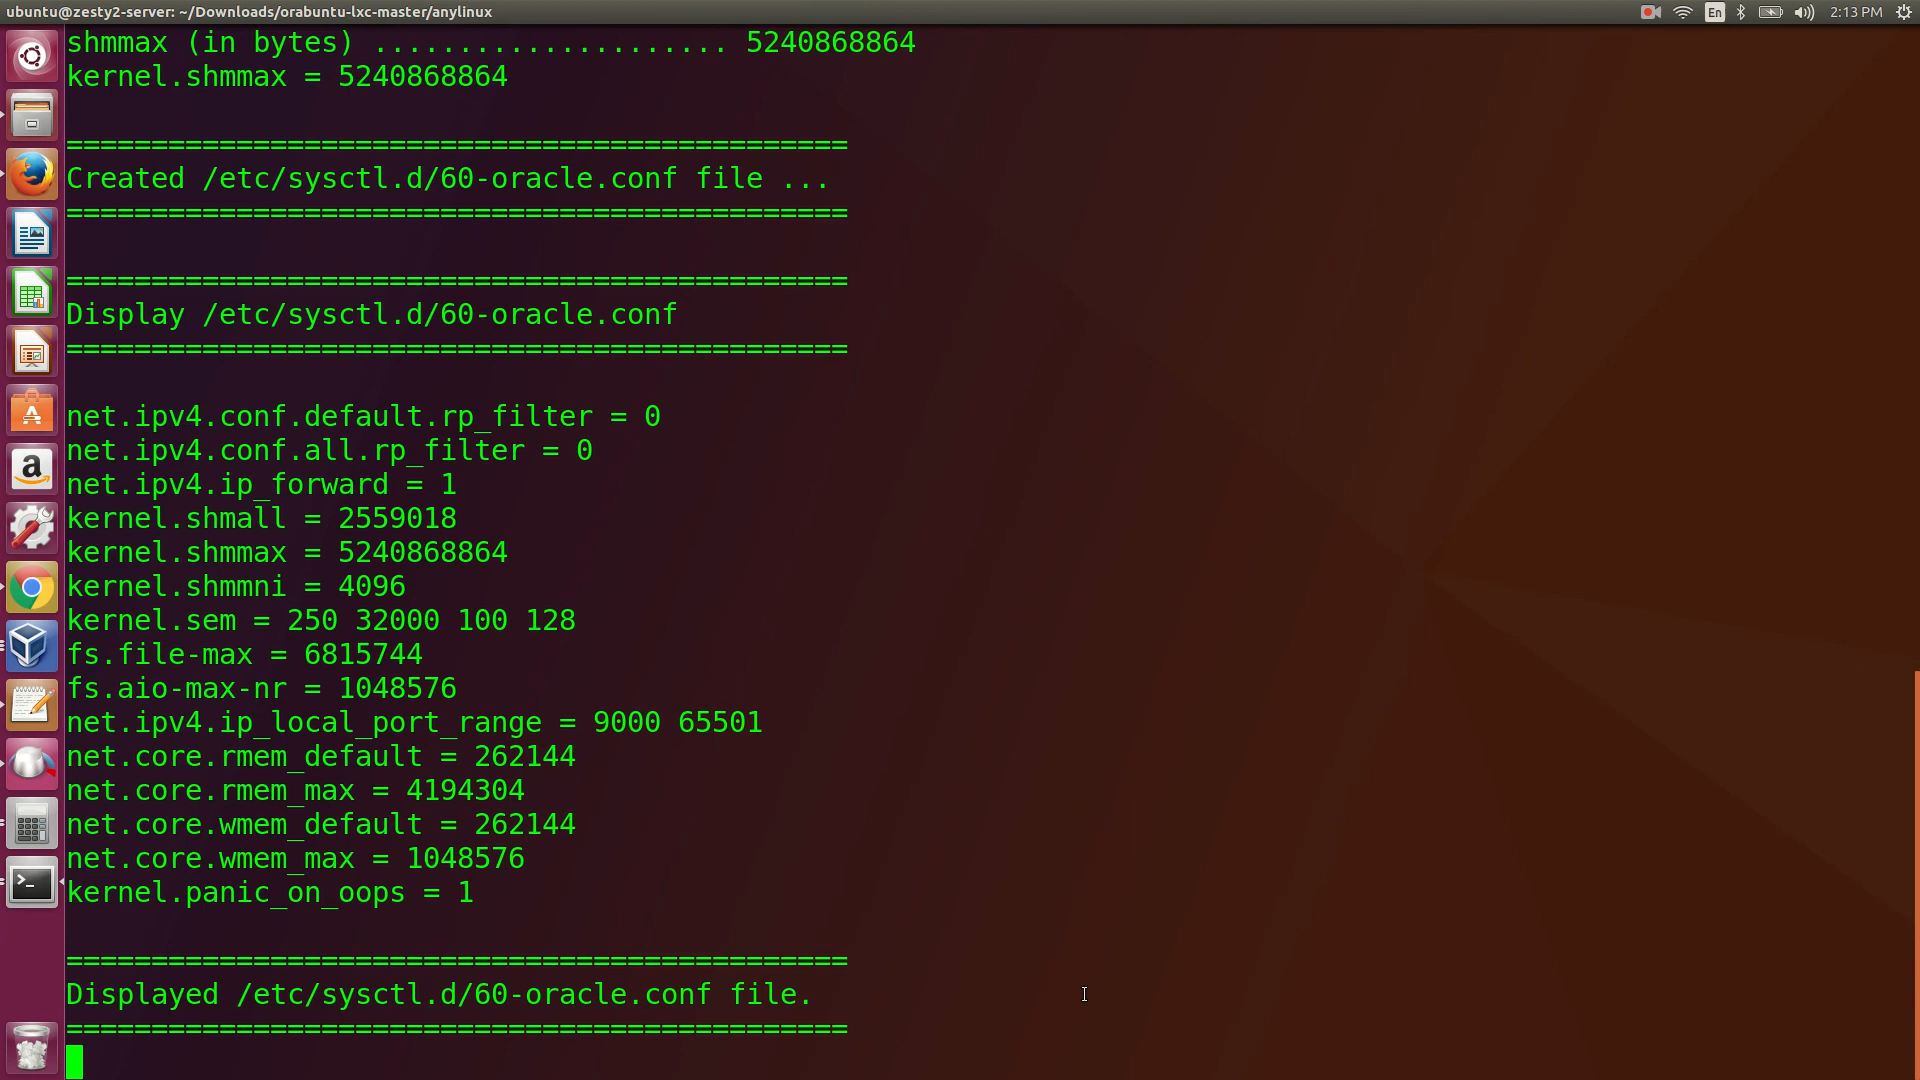 ubuntu@zesty2-server: ~/Downloads/orabuntu-lxc-master/anylinux
En
2:13 PM
shmmax (in bytes) ..................... 5240868864
kernel.shmmax = 5240868864
==============================================
Created /etc/sysctl.d/60-oracle.conf file ...
==============================================
==============================================
Display /etc/sysctl.d/60-oracle.conf
==============================================
net.ipv4.conf.default.rp_filter = 0
net.ipv4.conf.all.rp_filter = 0
net.ipv4.ip_forward = 1
kernel.shmall = 2559018
kernel.shmmax = 5240868864
kernel.shmmni = 4096
kernel.sem = 250 32000 100 128
fs.file-max = 6815744
fs.aio-max-nr = 1048576
net.ipv4.ip_local_port_range = 9000 65501
net.core.rmem_default = 262144
net.core.rmem_max = 4194304
net.core.wmem_default = 262144
net.core.wmem_max = 1048576
kernel.panic_on_oops = 1
==============================================
Displayed /etc/sysctl.d/60-oracle.conf file.
==============================================